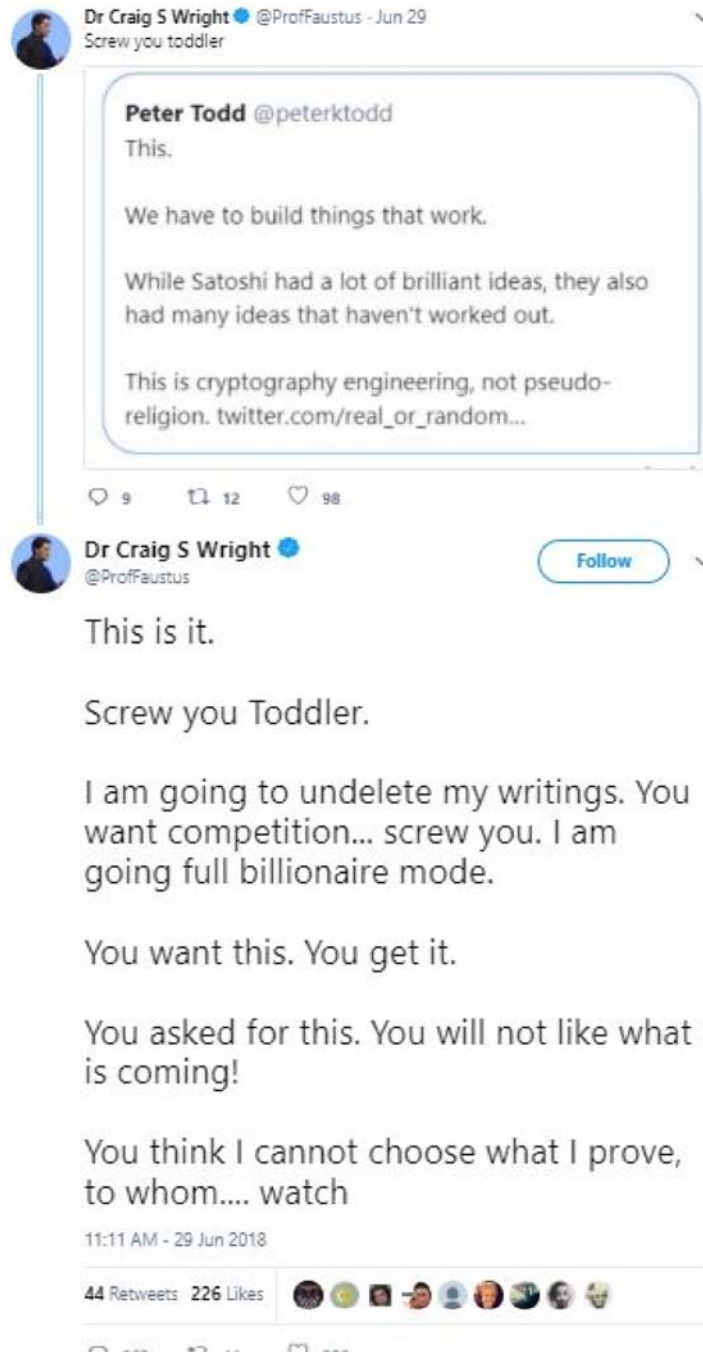 Dr Craig S Wright @ProfFaustus - Jun 29
Screw you toddler
Peter Todd @peterktodd
This.
We have to build things that work.
While Satoshi had a lot of brilliant ideas, they also
had many ideas that haven't worked out.
This is cryptography engineering, not pseudo-
religion. twitter.com/real_or_random...
9 12 98
Dr Craig S Wright
@ProfFaustus
Follow
This is it.
Screw you Toddler.
I am going to undelete my writings. You
want competition... screw you. I am
going full billionaire mode.
You want this. You get it.
You asked for this. You will not like what
is coming!
You think I cannot choose what I prove,
to whom.... watch
11:11 AM - 29 Jun 2018
44 Retweets 226 Likes